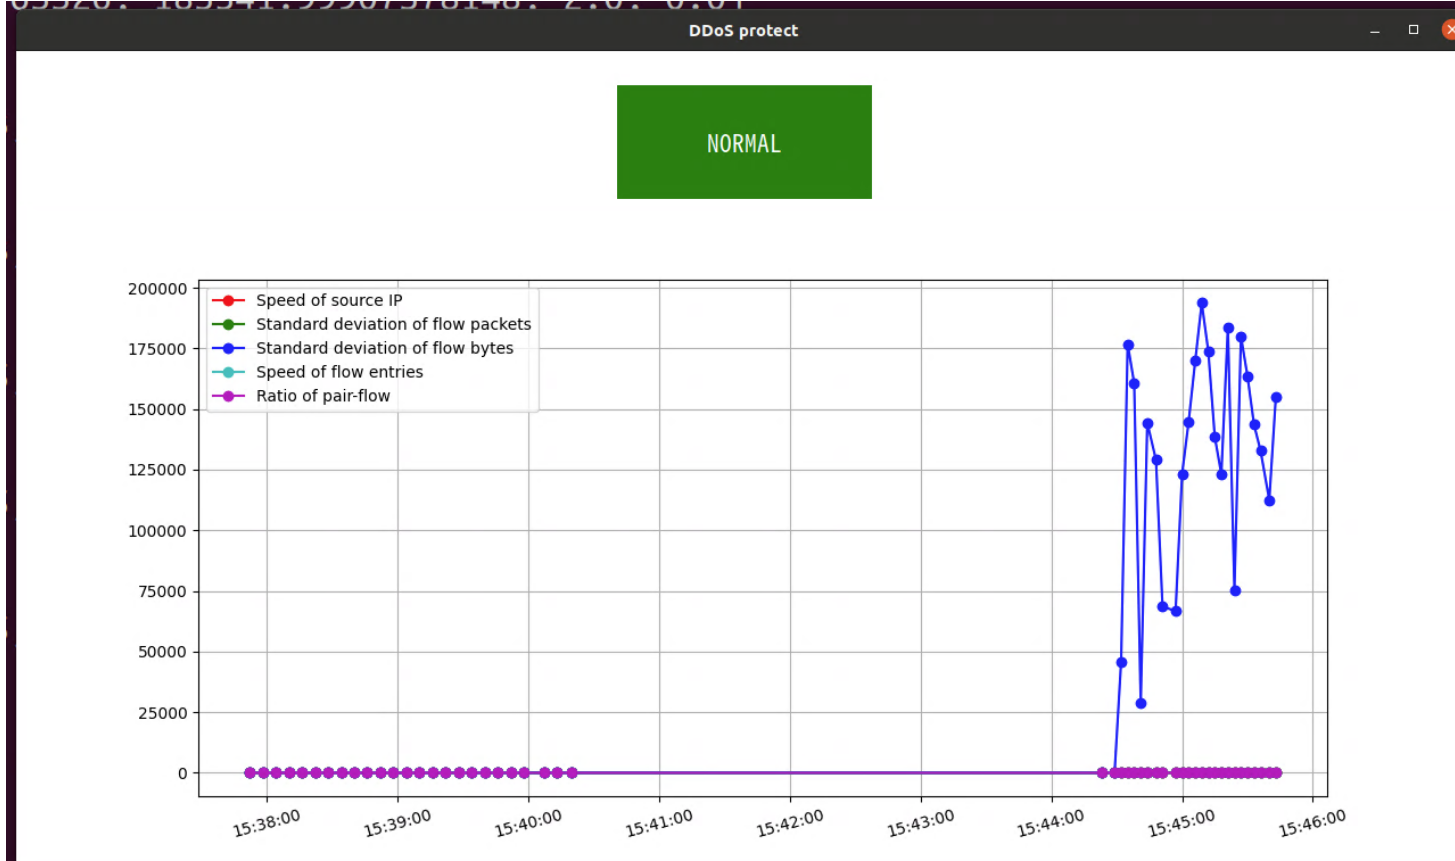 DDoS protect
NORMAL
Speed of source IP
Standard deviation of flow packets
Standard deviation of flow bytes
Speed of flow entries
Ratio of pair-flow
200000
175000
150000
125000
100000
75000
50000
25000
0
15:38:00 15:39:00 15:40:00 15:41:00 15:42:00 15:43:00 15:44:00 15:45:00 15:46:00